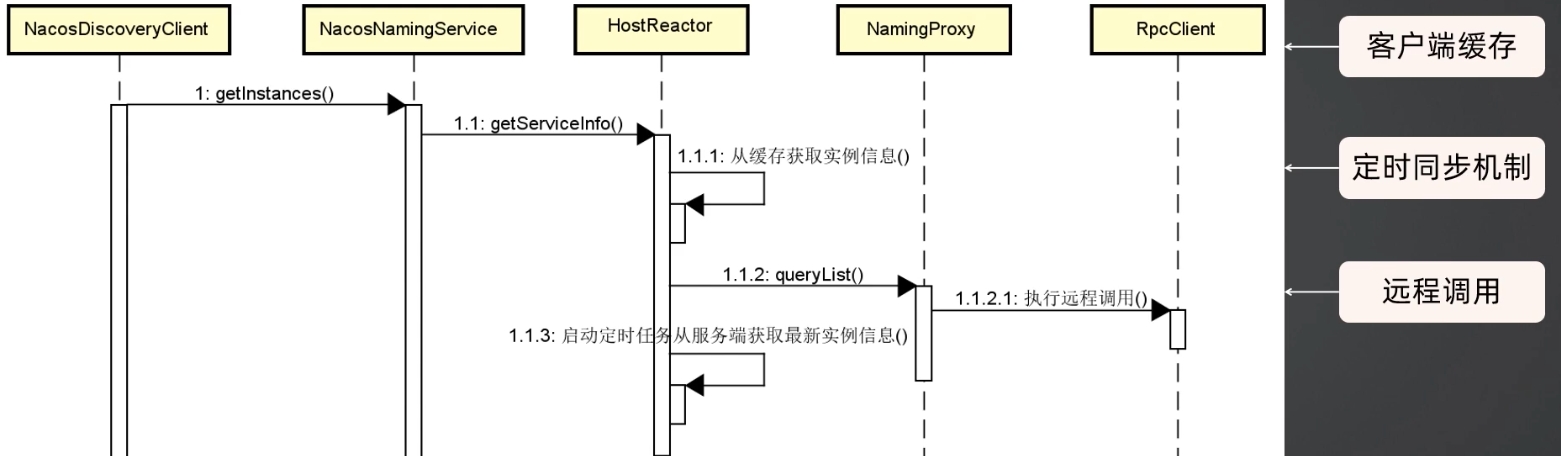 NacosDiscoveryClient
NacosNamingService
HostReactor
NamingProxy
RpcClient
客户端缓存
1: getInstances()
1.1: getServiceInfo()
1.1.1: 从缓存获取实例信息()
定时同步机制
1.1.2: queryList()
1.1.2.1: 执行远程调用()
远程调用
1.1.3: 启动定时任务从服务端获取最新实例信息()